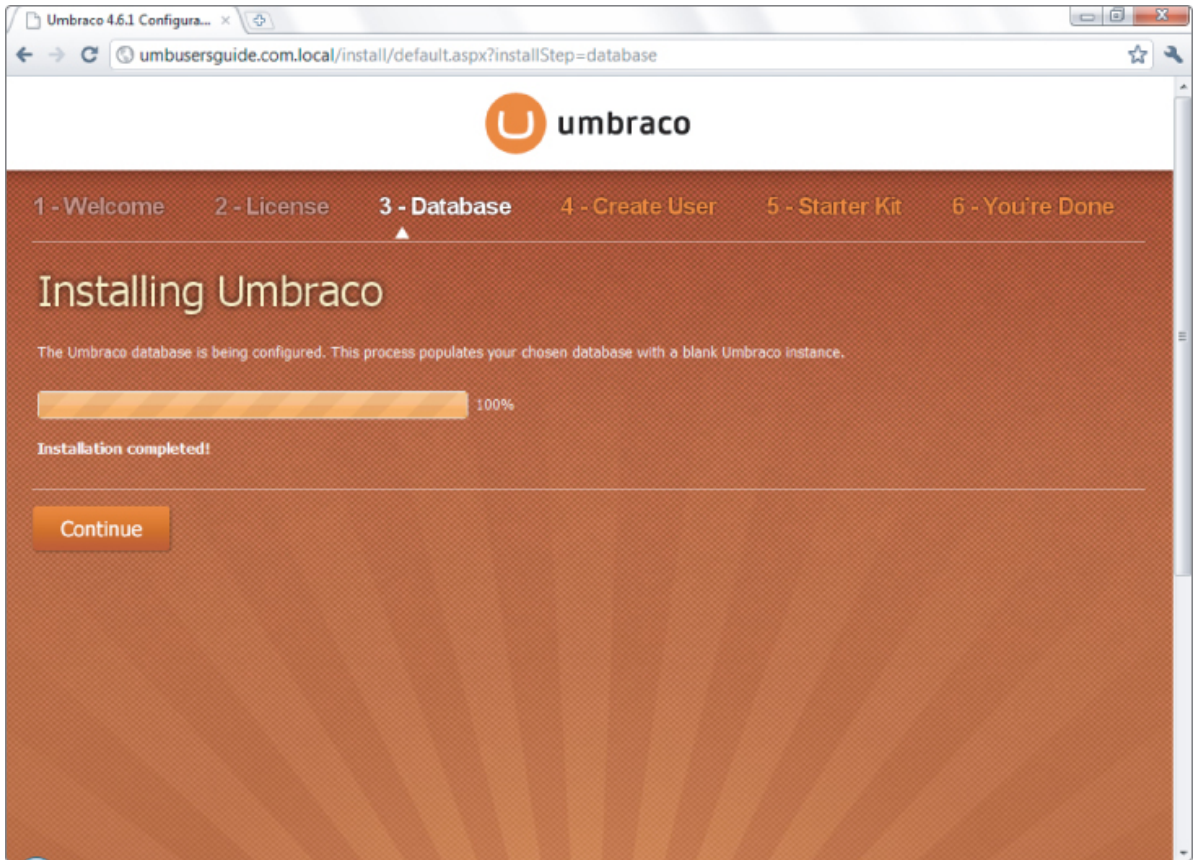 Umbraco 4.6.1 Configura...
umbusersguide.com.local/install/default.aspx?installStep=database
umbraco
1 - Welcome 2 - License 3 - Database 4 - Create User 5 - Starter Kit 6 - You're Done
Installing Umbraco
The Umbraco database is being configured. This process populates your chosen database with a blank Umbraco instance.
100%
Installation completed!
Continue